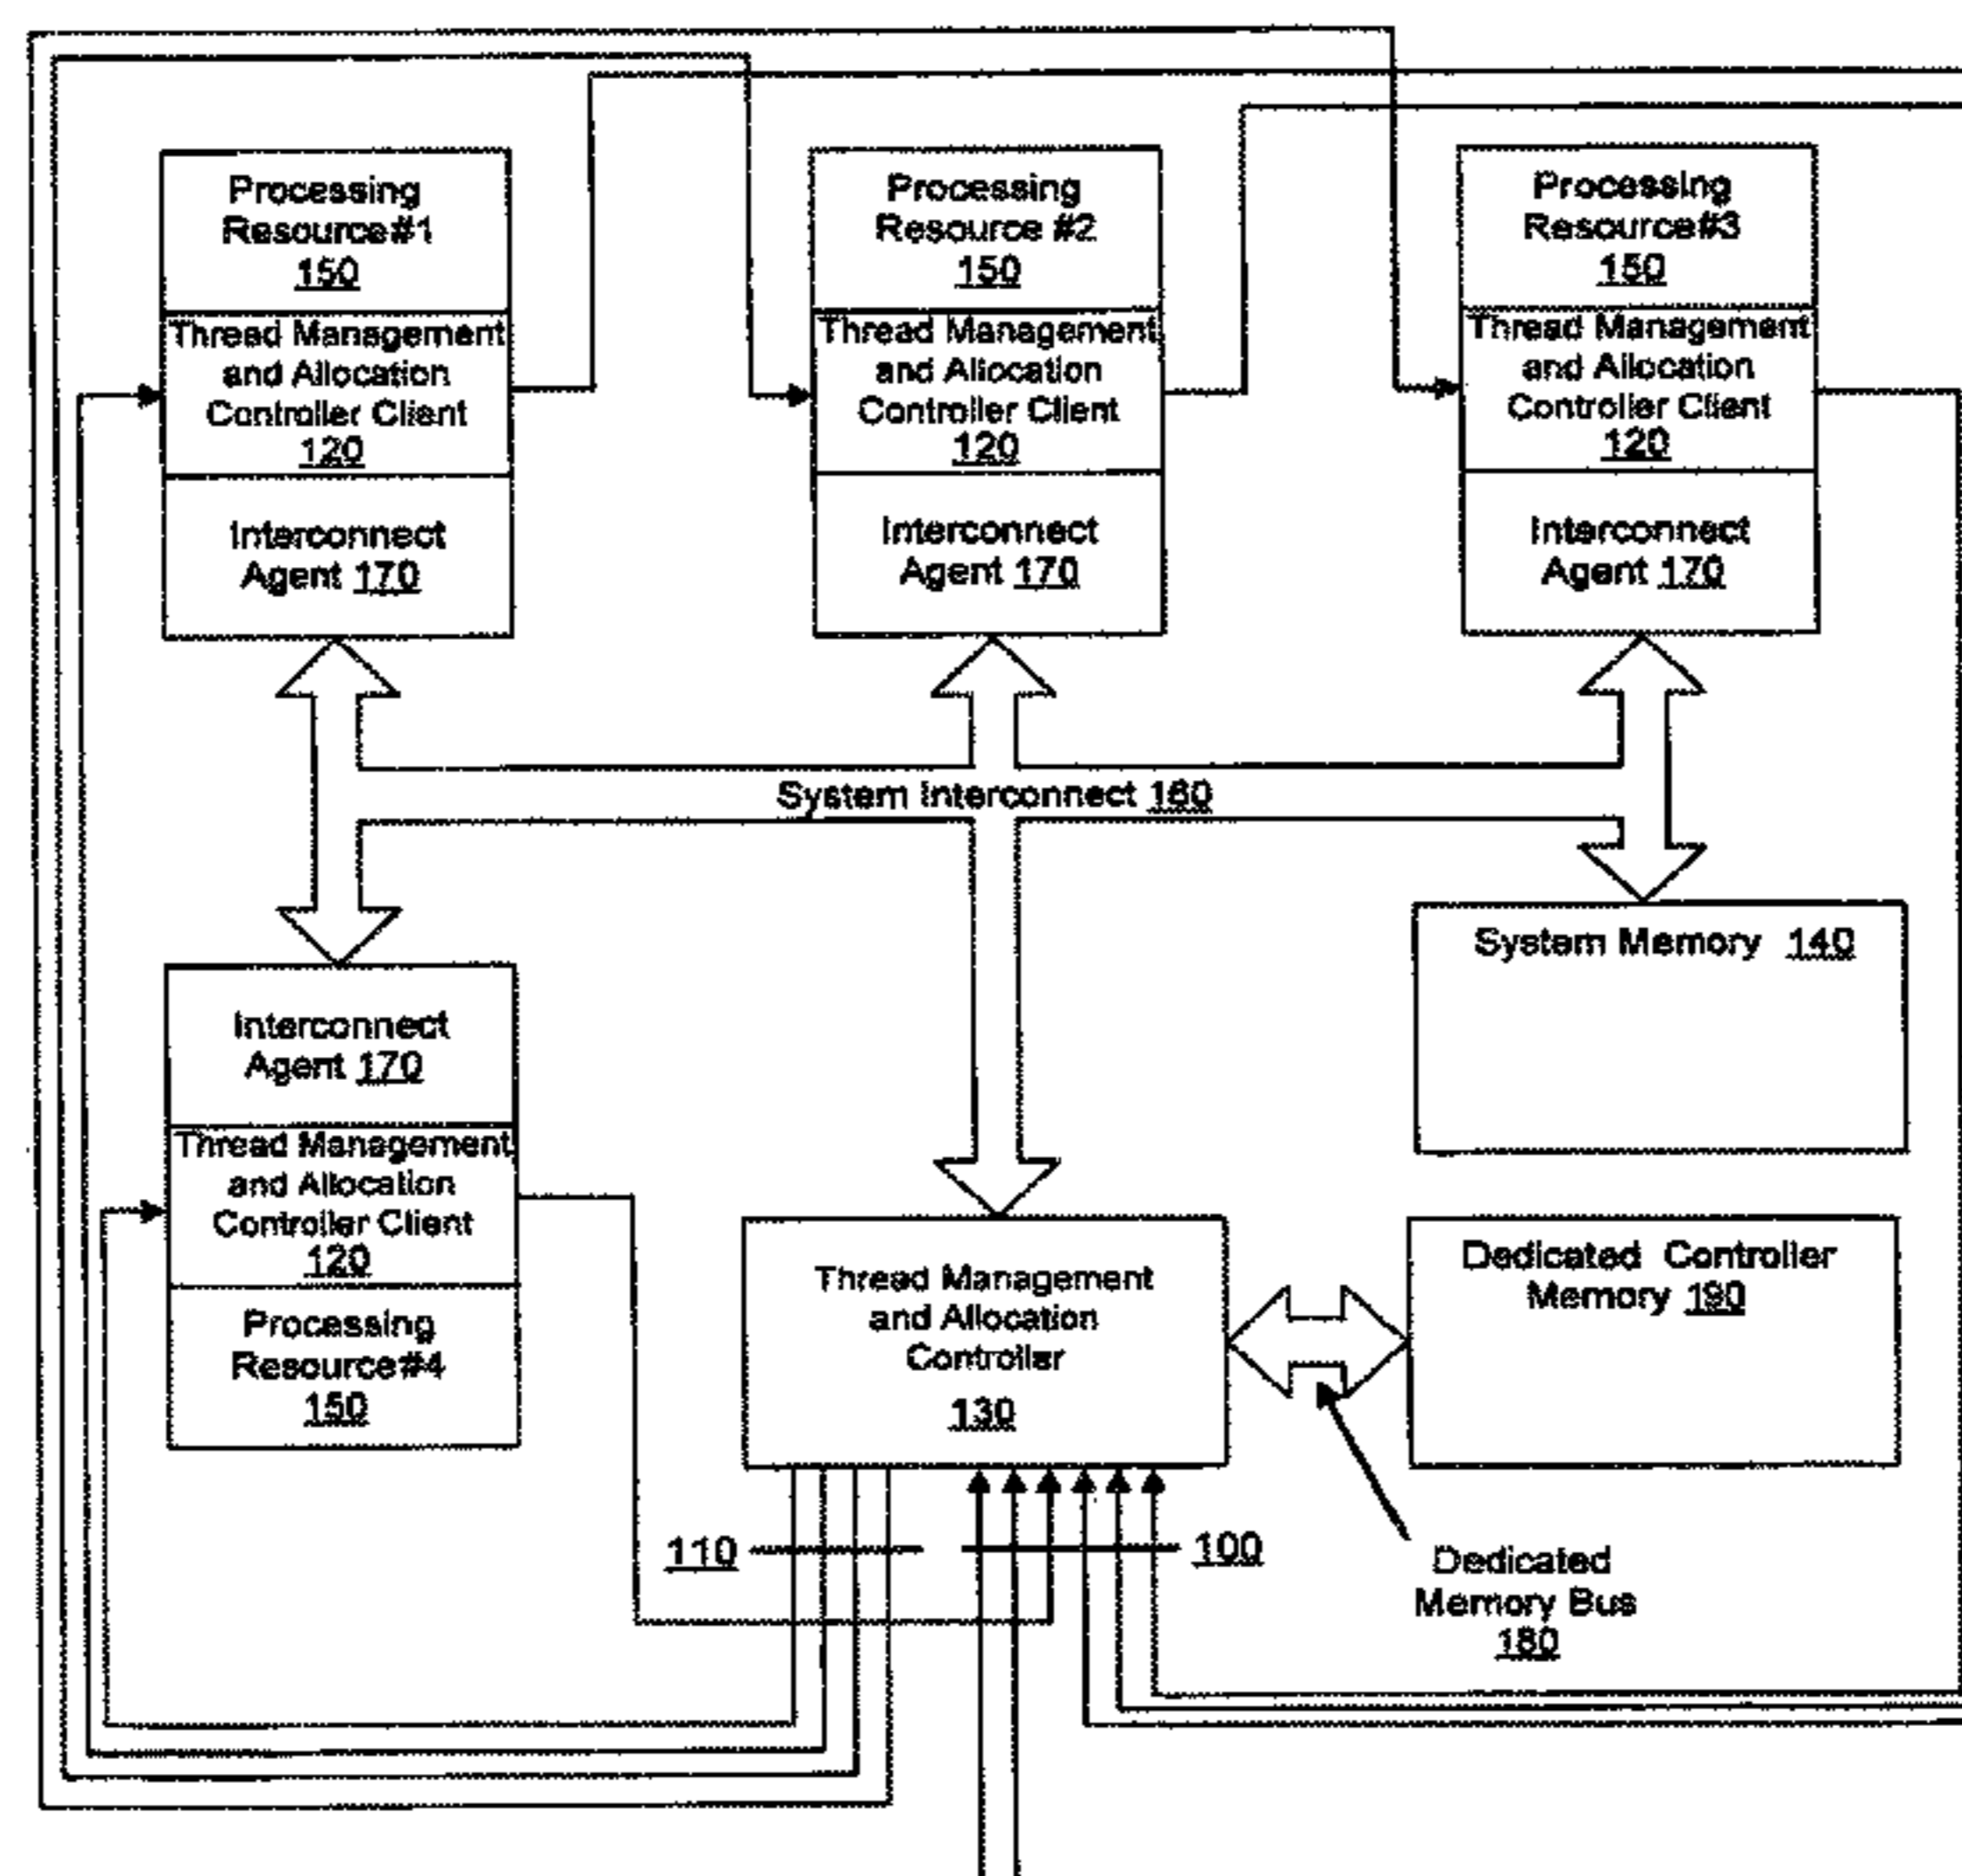 Processing
Resource#1
150
Thread Management
and Allocation
Controller Client
120
Interconnect
Agent 170
Processing
Resource #2
150
Thread Management
and Allocation
Controller Client
120
Interconnect
Agent 170
Processing
Resource#3
150
Thread Management
and Allocation
Controller Client
120
Interconnect
Agent 170
System Interconnect 160
Interconnect
Agent 170
Thread Management
and Allocation
Controller Client
120
Processing
Resource#4
150
System Memory 140
Thread Management
and Allocation
Controller
130
Dedicated Controller
Memory 190
110
100
Dedicated
Memory Bus
180